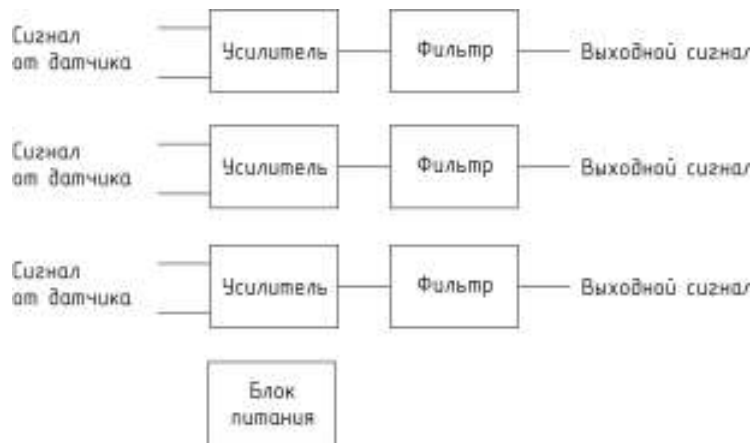 Сигнал
от датчика
Усилитель
Фильтр
Выходной сигнал
Сигнал
от датчика
Усилитель
Фильтр
Выходной сигнал
Сигнал
от датчика
Усилитель
Фильтр
Выходной сигнал
Блок
питания